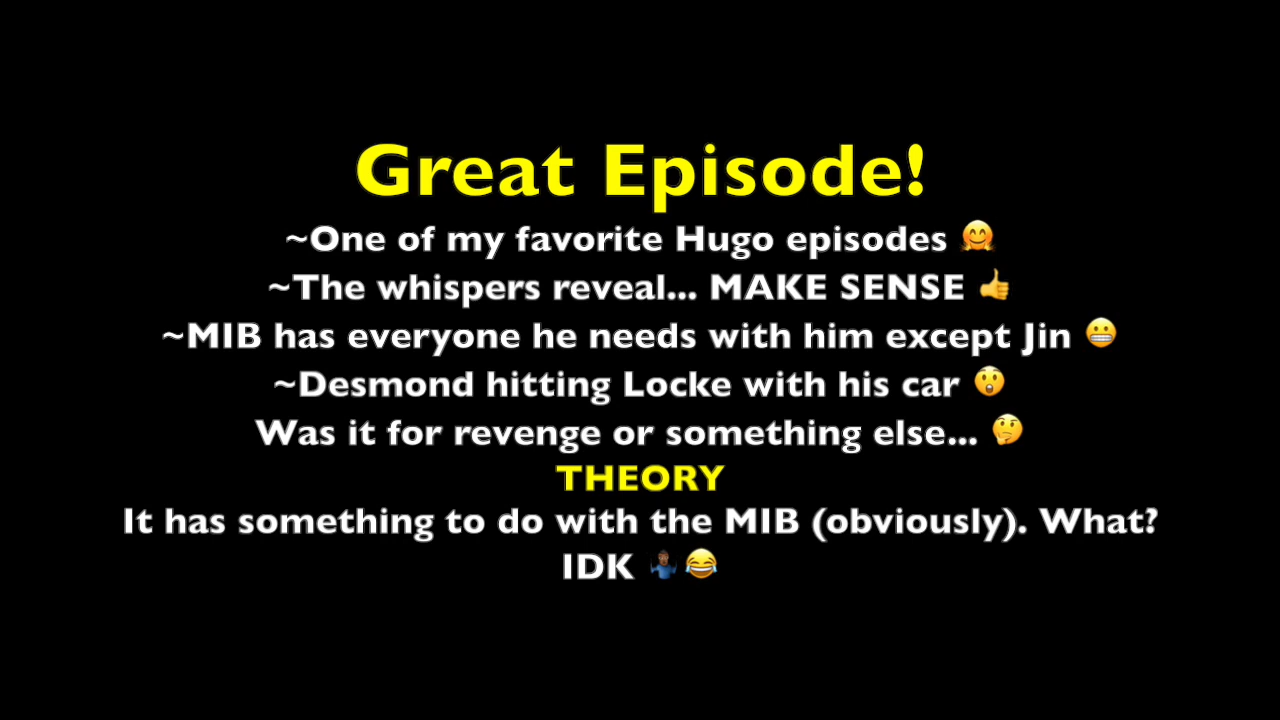 Great Episode!
~One of my favorite Hugo episodes 🤗
~The whispers reveal... MAKE SENSE 👍
~MIB has everyone he needs with him except Jin 😬
~Desmond hitting Locke with his car 😲
Was it for revenge or something else... 🤔
THEORY
It has something to do with the MIB (obviously). What?
IDK 🤷🏾‍♂️😂